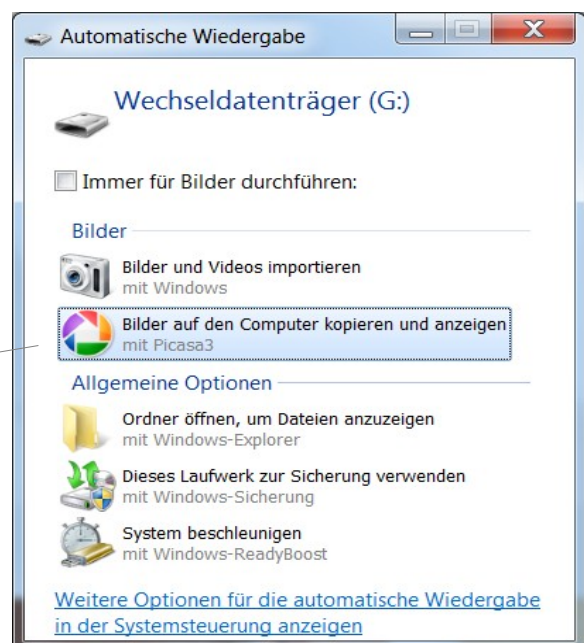 Automatische Wiedergabe
Wechseldatenträger (G:)
Immer für Bilder durchführen:
Bilder
Bilder und Videos importieren
mit Windows
Bilder auf den Computer kopieren und anzeigen
mit Picasa3
Allgemeine Optionen
Ordner öffnen, um Dateien anzuzeigen
mit Windows-Explorer
Dieses Laufwerk zur Sicherung verwenden
mit Windows-Sicherung
System beschleunigen
mit Windows-ReadyBoost
Weitere Optionen für die automatische Wiedergabe
in der Systemsteuerung anzeigen